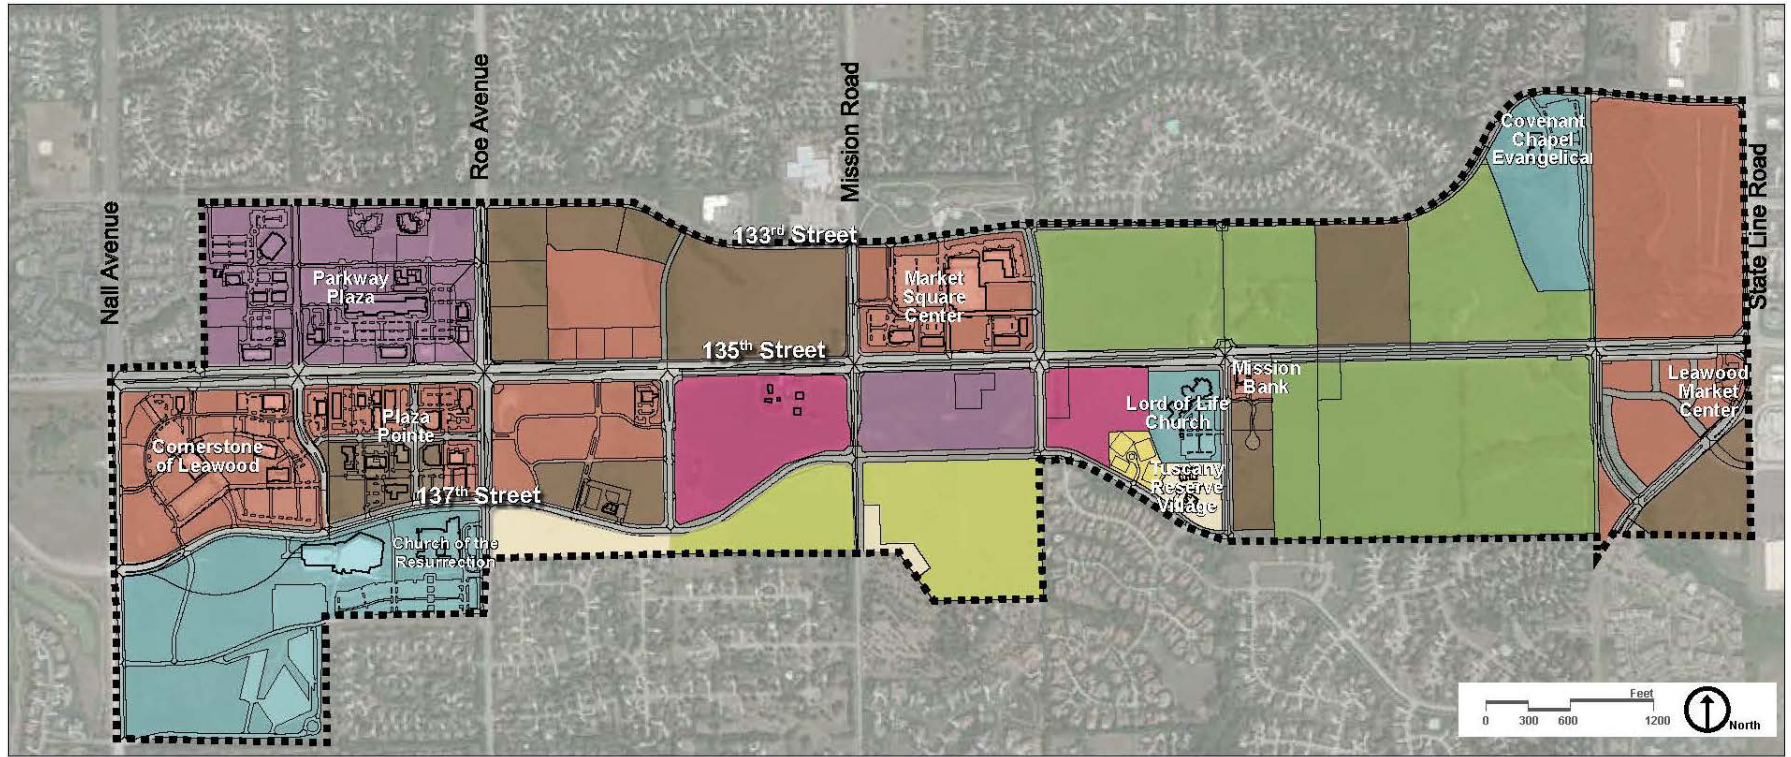 Nall Avenue
Roe Avenue
Mission Road
State Line Road
Covenant
Chapel
Evangelical
133rd Street
Parkway
Plaza
Market
Square
Center
135th Street
Mission
Bank
Leawood
Market
Center
Plaza
Pointe
Lord of Life
Church
Cornerstone
of Leawood
Tuscany
Reserve
Village
137th Street
Church of the
Resurrection
Feet
0 300 600 1200
North